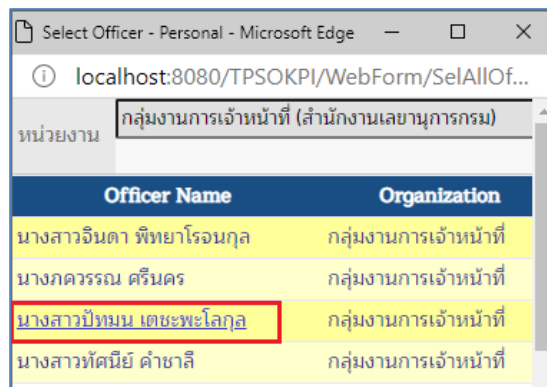 Select Officer - Personal - Microsoft Edge
localhost:8080/TPSOKPI/WebForm/SelAllOf...
หน่วยงาน กลุ่มงานการเจ้าหน้าที่ (สำนักงานเลขานุการกรม)
Officer Name Organization
นางสาวจินดา พิทยาโรจนกุล กลุ่มงานการเจ้าหน้าที่
นางภควรรณ ศรีนคร กลุ่มงานการเจ้าหน้าที่
นางสาวปัทมน เตชะพะโลกุล กลุ่มงานการเจ้าหน้าที่
นางสาวทัศนีย์ คำชาลี กลุ่มงานการเจ้าหน้าที่